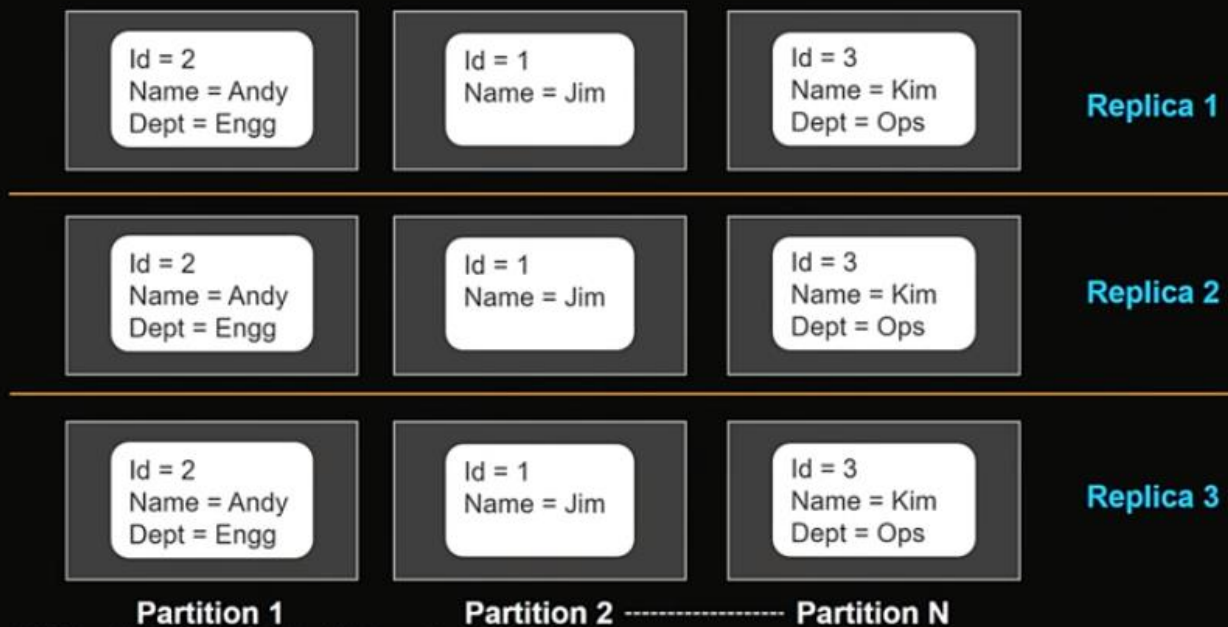 Id = 2
Name = Andy
Dept = Engg
Id = 1
Name = Jim
Id = 3
Name = Kim
Dept = Ops
Replica 1
Id = 2
Name = Andy
Dept = Engg
Id = 1
Name = Jim
Id = 3
Name = Kim
Dept = Ops
Replica 2
Id = 2
Name = Andy
Dept = Engg
Id = 1
Name = Jim
Id = 3
Name = Kim
Dept = Ops
Replica 3
Partition 1
Partition 2 ------------------- Partition N